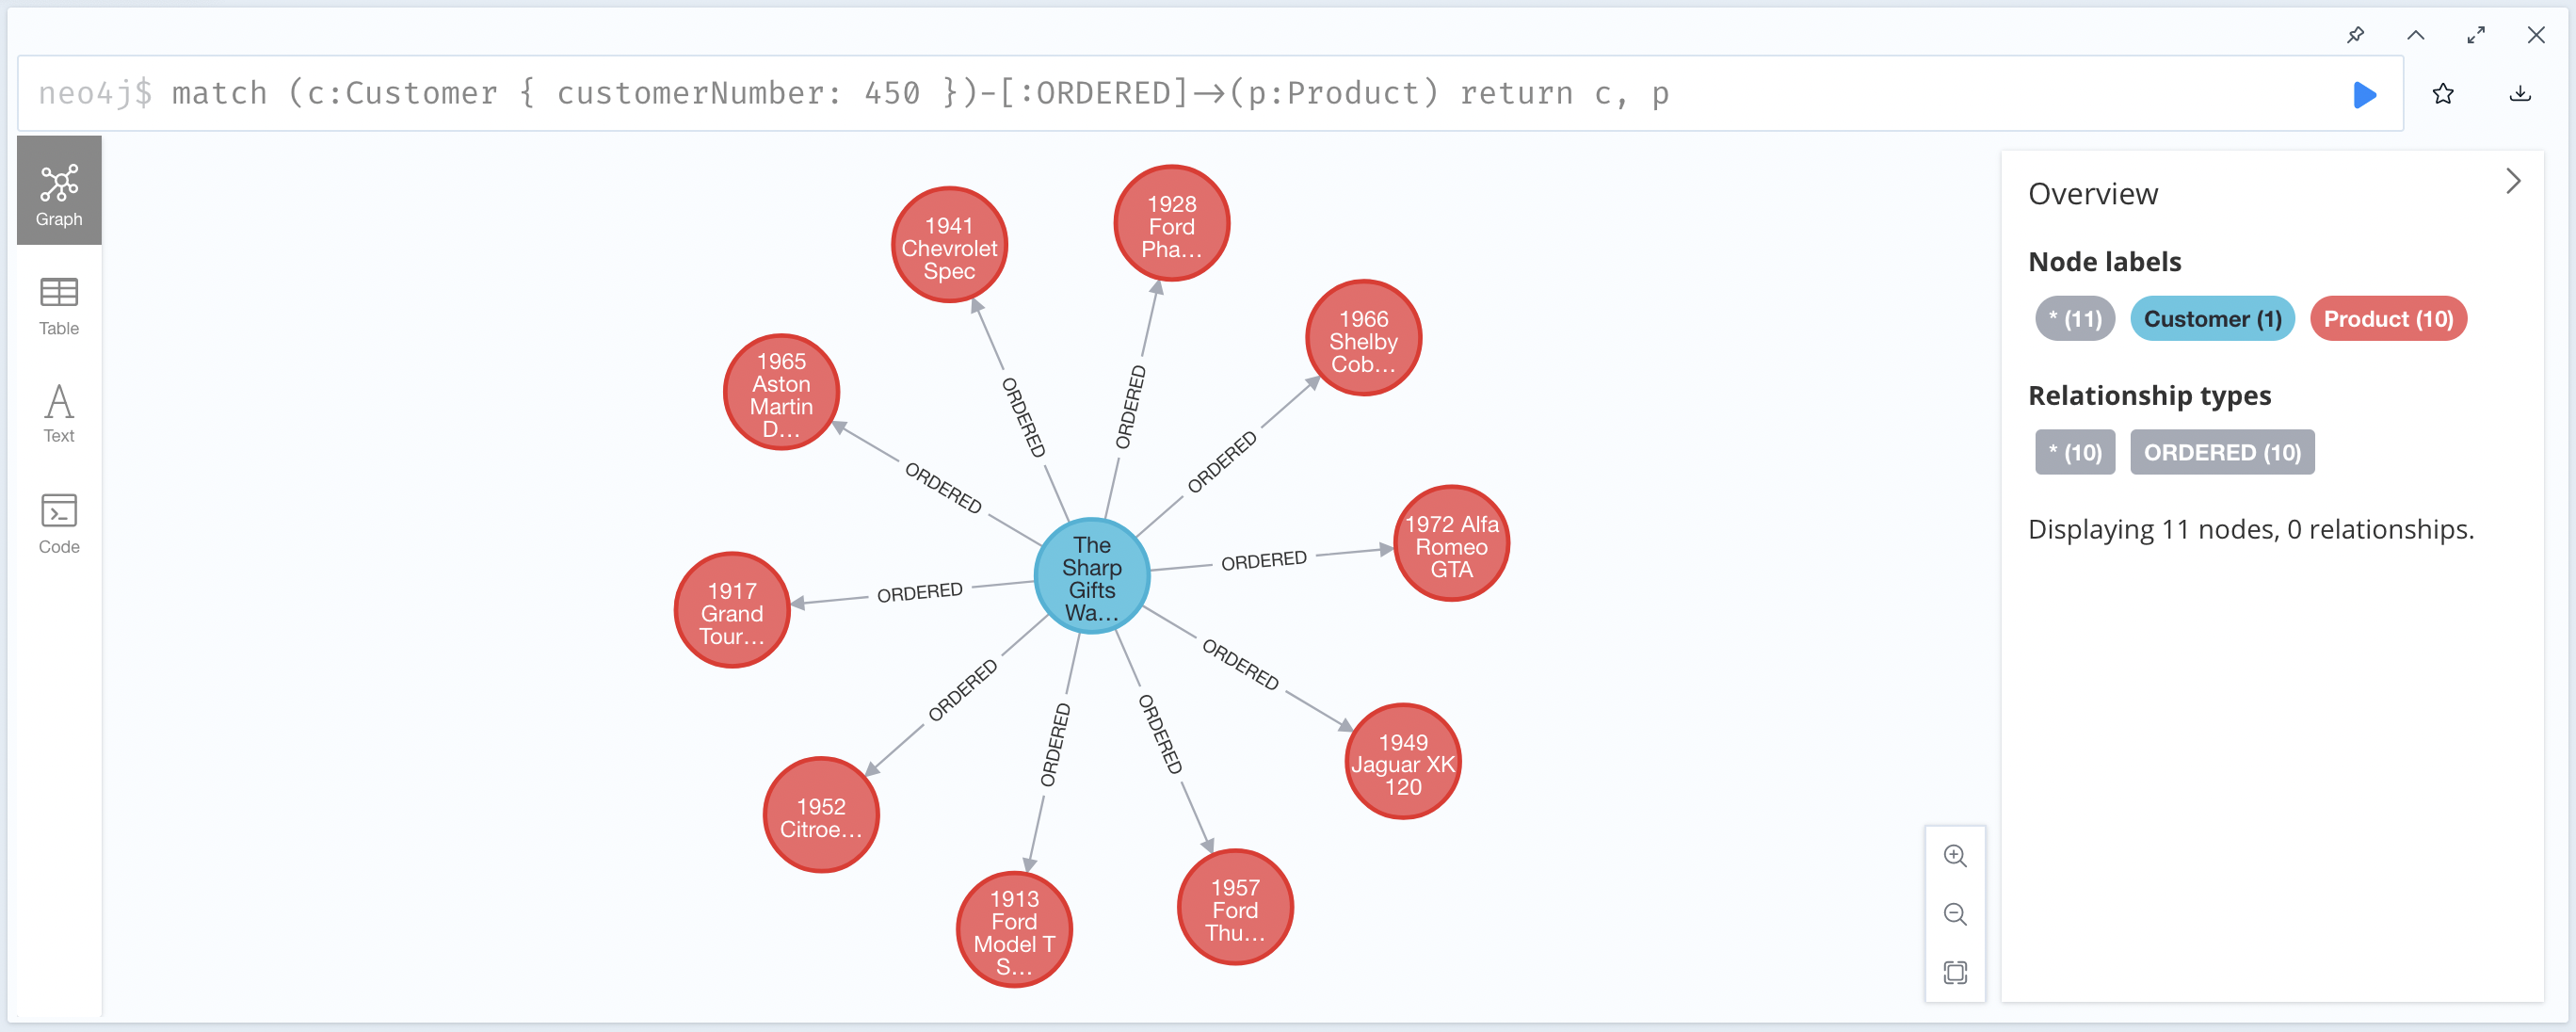 neo4j$ match (c:Customer { customerNumber: 450 })-[:ORDERED]→(p:Product) return c, p
Graph
Table
Text
Code
1941
Chevrolet
Spec
1928
Ford
Pha...
1966
Shelby
Cob...
1965
Aston
Martin
D...
1972 Alfa
Romeo
GTA
The
Sharp
Gifts
Wa...
1917
Grand
Tour...
1949
Jaguar XK
120
1952
Citroe...
1913
Ford
Model T
S...
1957
Ford
Thu...
ORDERED
ORDERED
ORDERED
ORDERED
ORDERED
ORDERED
ORDERED
ORDERED
ORDERED
ORDERED
Overview
Node labels
* (11) Customer (1) Product (10)
Relationship types
* (10) ORDERED (10)
Displaying 11 nodes, 0 relationships.